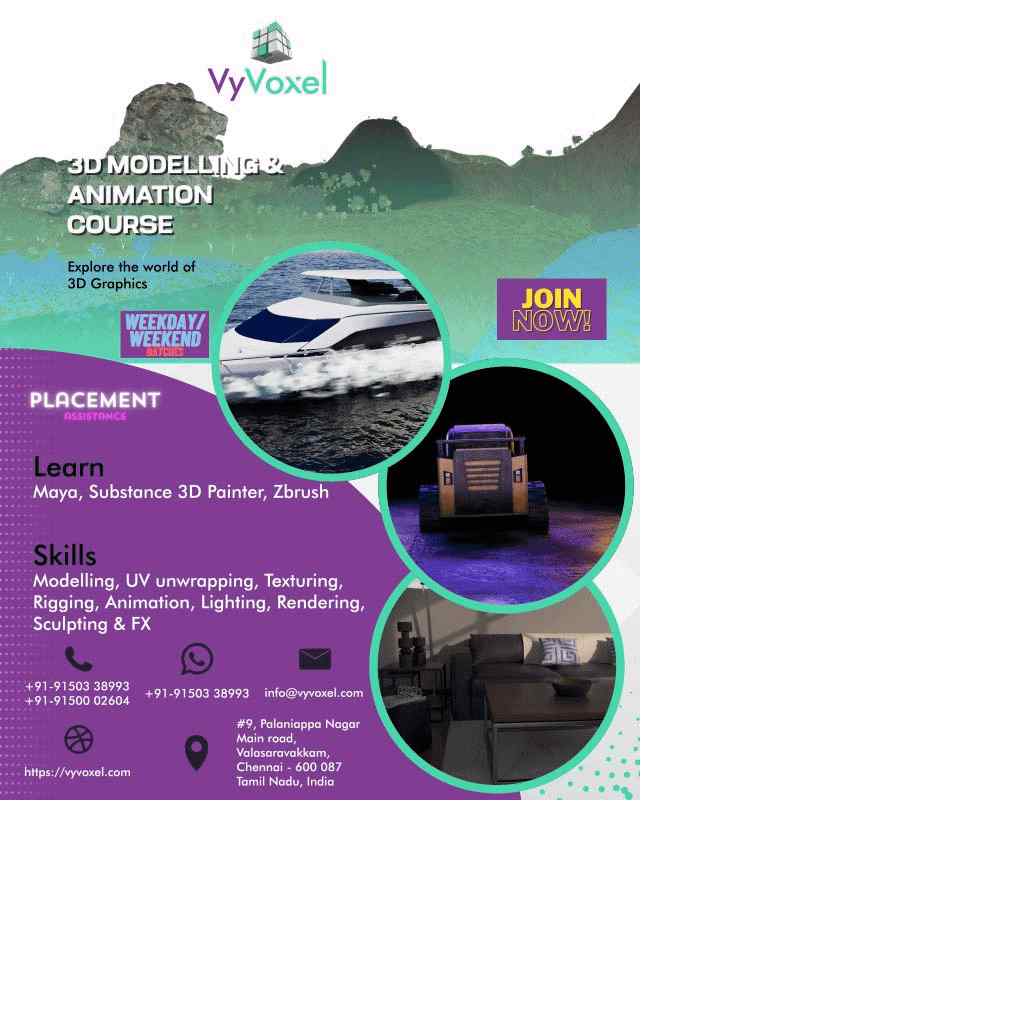 VyVoxel
3D MODELLING &
ANIMATION
COURSE
Explore the world of
3D Graphics
JOIN
NOW!
WEEKDAY/
WEEKEND
BATCHES
PLACEMENT
ASSISTANCE
Learn
Maya, Substance 3D Painter, Zbrush
Skills
Modelling, UV unwrapping, Texturing,
Rigging, Animation, Lighting, Rendering,
Sculpting & FX
+91-91503 38993
+91-91500 02604
+91-91503 38993
info@vyvoxel.com
https://vyvoxel.com
#9, Palaniappa Nagar
Main road,
Valasaravakkam,
Chennai - 600 087
Tamil Nadu, India